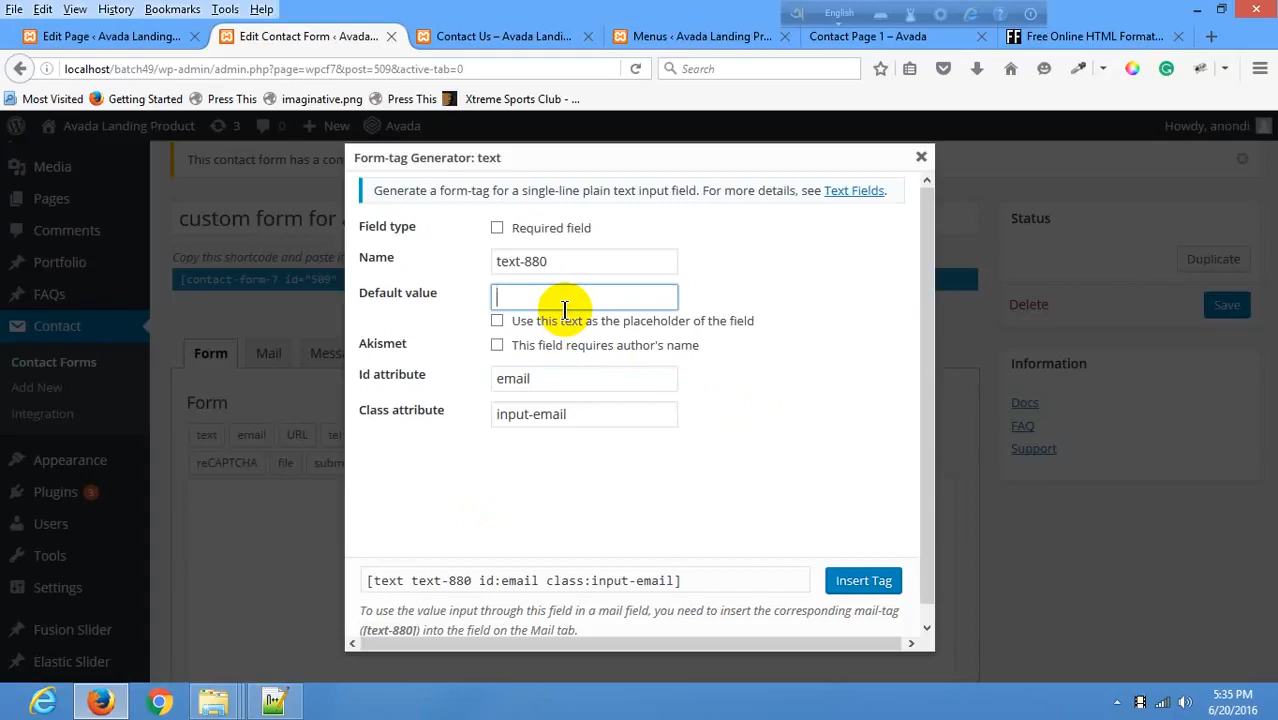 File Edit View History Bookmarks Tools Help
English
Edit Page ‹ Avada Landing...
Edit Contact Form ‹ Avada...
Contact Us – Avada Landi...
Menus ‹ Avada Landing Pr...
Contact Page 1 – Avada
Free Online HTML Format...
localhost/batch49/wp-admin/admin.php?page=wpcf7&post=509&active-tab=0
Search
Most Visited Getting Started Press This imaginative.png Press This Xtreme Sports Club - ...
Avada Landing Product 3 New Avada Howdy, anondi
Media
Pages
Comments
Portfolio
FAQs
Contact
Contact Forms
Add New
Integration
Appearance
Plugins 3
Users
Tools
Settings
Fusion Slider
Elastic Slider
This contact form has a con
custom form for
Copy this shortcode and paste i
[contact-form-7 id="509"
Form Mail Mess
Form
text email URL tel
reCAPTCHA file subm
Form-tag Generator: text
Generate a form-tag for a single-line plain text input field. For more details, see Text Fields.
Field type Required field
Name text-880
Default value
Use this text as the placeholder of the field
Akismet This field requires author's name
Id attribute email
Class attribute input-email
[text text-880 id:email class:input-email] Insert Tag
To use the value input through this field in a mail field, you need to insert the corresponding mail-tag
([text-880]) into the field on the Mail tab.
Status
Duplicate
Delete Save
Information
Docs
FAQ
Support
5:35 PM
6/20/2016